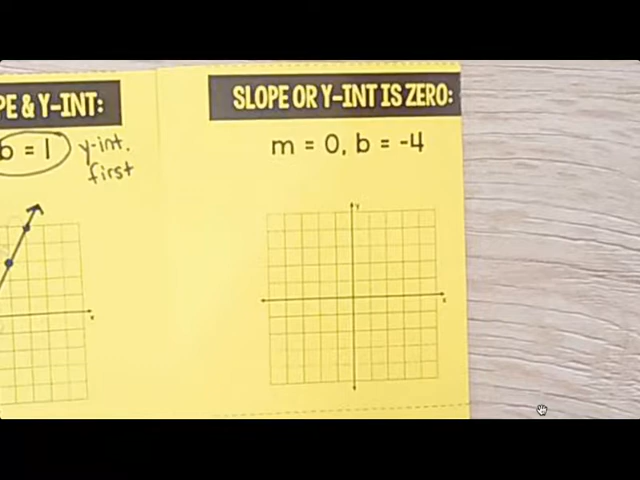 PE & Y-INT:
b = 1
y-int.
first
SLOPE OR Y-INT IS ZERO:
m = 0, b = -4
Y
X
X